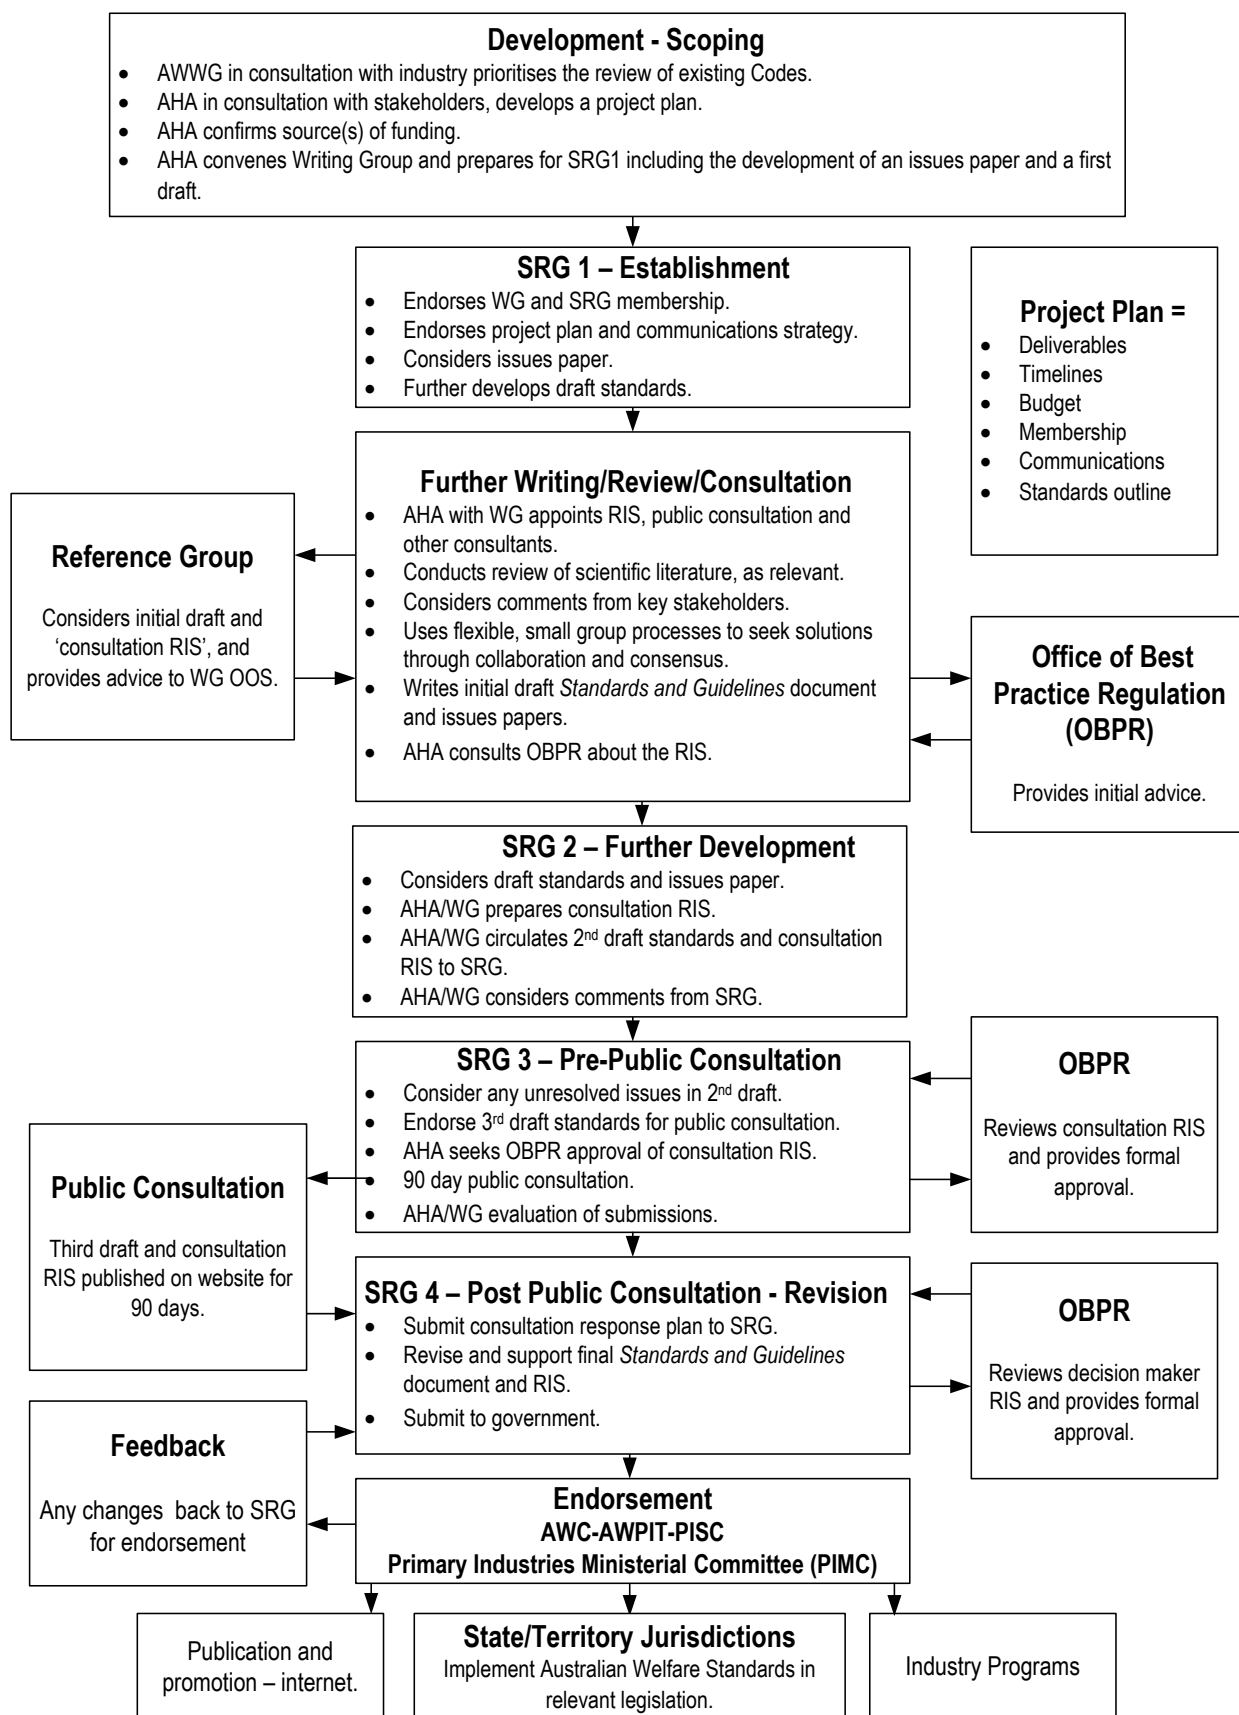 Development - Scoping
• AWWG in consultation with industry prioritises the review of existing Codes.
• AHA in consultation with stakeholders, develops a project plan.
• AHA confirms source(s) of funding.
• AHA convenes Writing Group and prepares for SRG1 including the development of an issues paper and a first
draft.
SRG 1 – Establishment
• Endorses WG and SRG membership.
• Endorses project plan and communications strategy.
• Considers issues paper.
• Further develops draft standards.
Project Plan =
• Deliverables
• Timelines
• Budget
• Membership
• Communications
• Standards outline
Further Writing/Review/Consultation
• AHA with WG appoints RIS, public consultation and
other consultants.
• Conducts review of scientific literature, as relevant.
• Considers comments from key stakeholders.
• Uses flexible, small group processes to seek solutions
through collaboration and consensus.
• Writes initial draft Standards and Guidelines document
and issues papers.
• AHA consults OBPR about the RIS.
Reference Group
Considers initial draft and
‘consultation RIS’, and
provides advice to WG OOS.
Office of Best
Practice Regulation
(OBPR)
Provides initial advice.
SRG 2 – Further Development
• Considers draft standards and issues paper.
• AHA/WG prepares consultation RIS.
• AHA/WG circulates 2nd draft standards and consultation
RIS to SRG.
• AHA/WG considers comments from SRG.
SRG 3 – Pre-Public Consultation
• Consider any unresolved issues in 2nd draft.
• Endorse 3rd draft standards for public consultation.
• AHA seeks OBPR approval of consultation RIS.
• 90 day public consultation.
• AHA/WG evaluation of submissions.
OBPR
Reviews consultation RIS
and provides formal
approval.
Public Consultation
Third draft and consultation
RIS published on website for
90 days.
SRG 4 – Post Public Consultation - Revision
• Submit consultation response plan to SRG.
• Revise and support final Standards and Guidelines
document and RIS.
• Submit to government.
OBPR
Reviews decision maker
RIS and provides formal
approval.
Feedback
Any changes back to SRG
for endorsement
Endorsement
AWC-AWPIT-PISC
Primary Industries Ministerial Committee (PIMC)
Publication and
promotion – internet.
State/Territory Jurisdictions
Implement Australian Welfare Standards in
relevant legislation.
Industry Programs